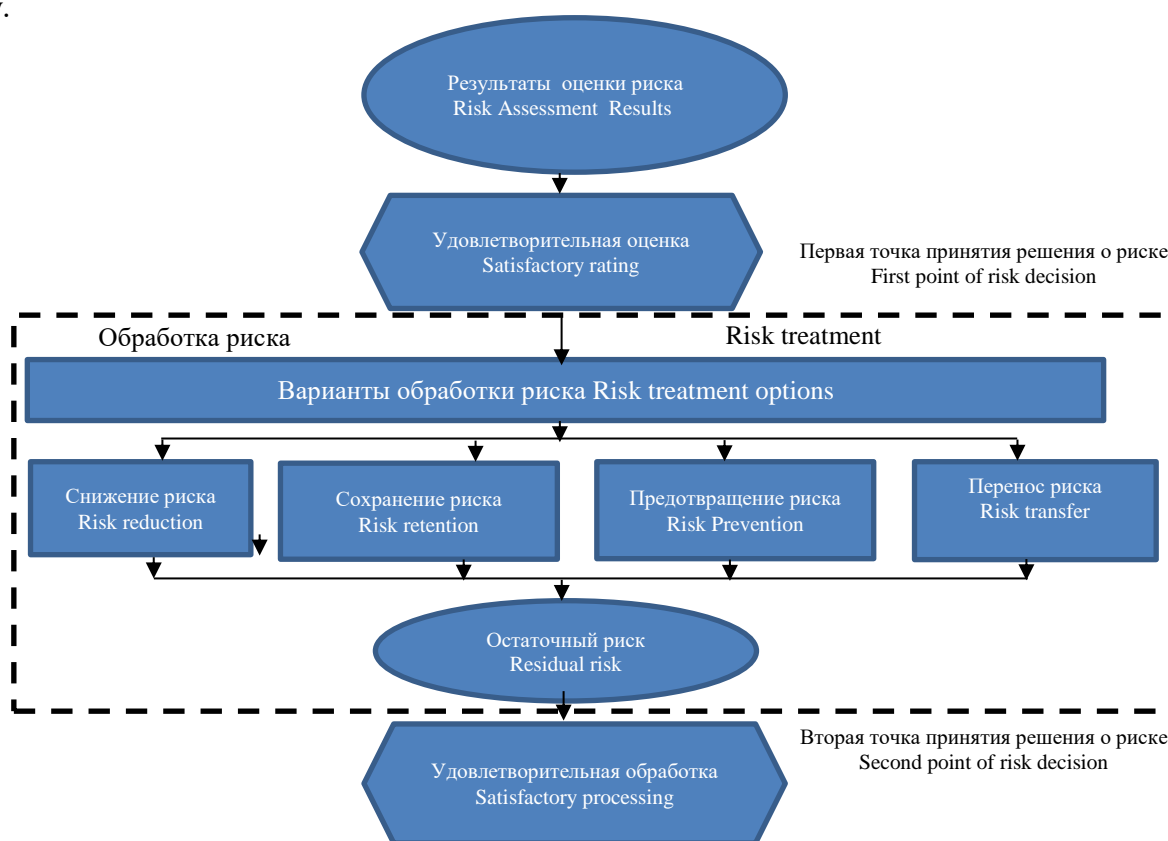 Результаты оценки риска
Risk Assessment Results
Удовлетворительная оценка
Satisfactory rating
Первая точка принятия решения о риске
First point of risk decision
Обработка риска
Risk treatment
Варианты обработки риска Risk treatment options
Снижение риска
Risk reduction
Сохранение риска
Risk retention
Предотвращение риска
Risk Prevention
Перенос риска
Risk transfer
Остаточный риск
Residual risk
Вторая точка принятия решения о риске
Second point of risk decision
Удовлетворительная обработка
Satisfactory processing